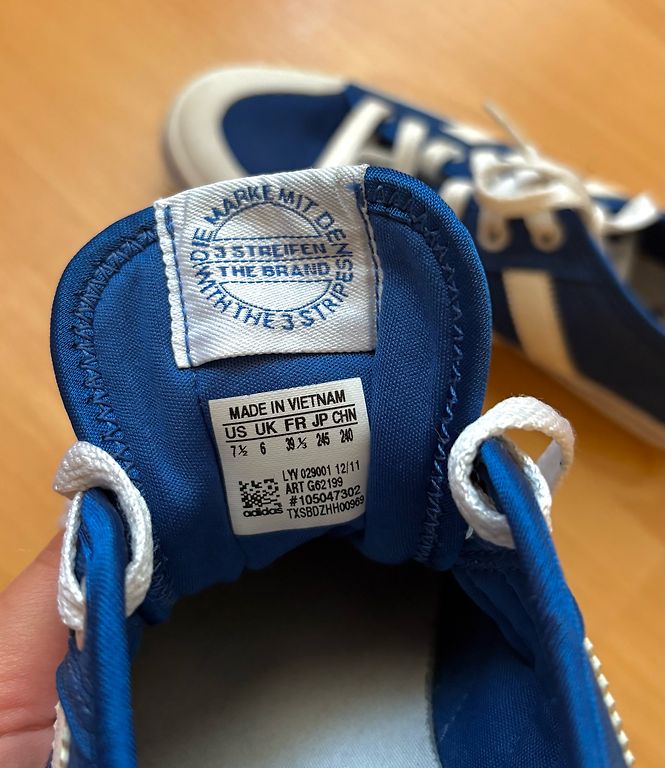 DIE MARKE MIT DEN
3 STREIFEN
THE BRAND
WITH THE 3 STRIPES
MADE IN VIETNAM
US UK FR JP CHN
7½ 6 39⅓ 245 240
LYV 029001 12/11
ART G62199
#105047302
adidas TXSBDZHH00969